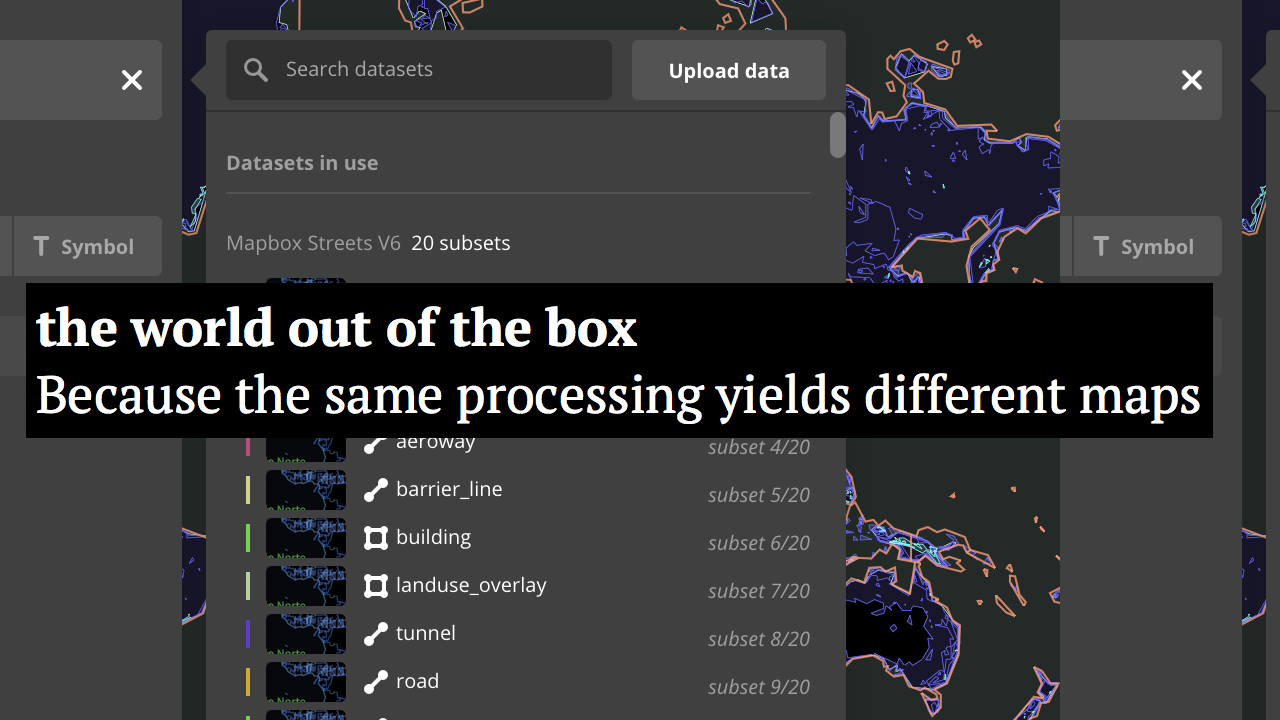 Search datasets
Upload data
Datasets in use
Mapbox Streets V6 20 subsets
T Symbol
T Symbol
the world out of the box
Because the same processing yields different maps
aeroway subset 4/20
barrier_line subset 5/20
building subset 6/20
landuse_overlay subset 7/20
tunnel subset 8/20
road subset 9/20